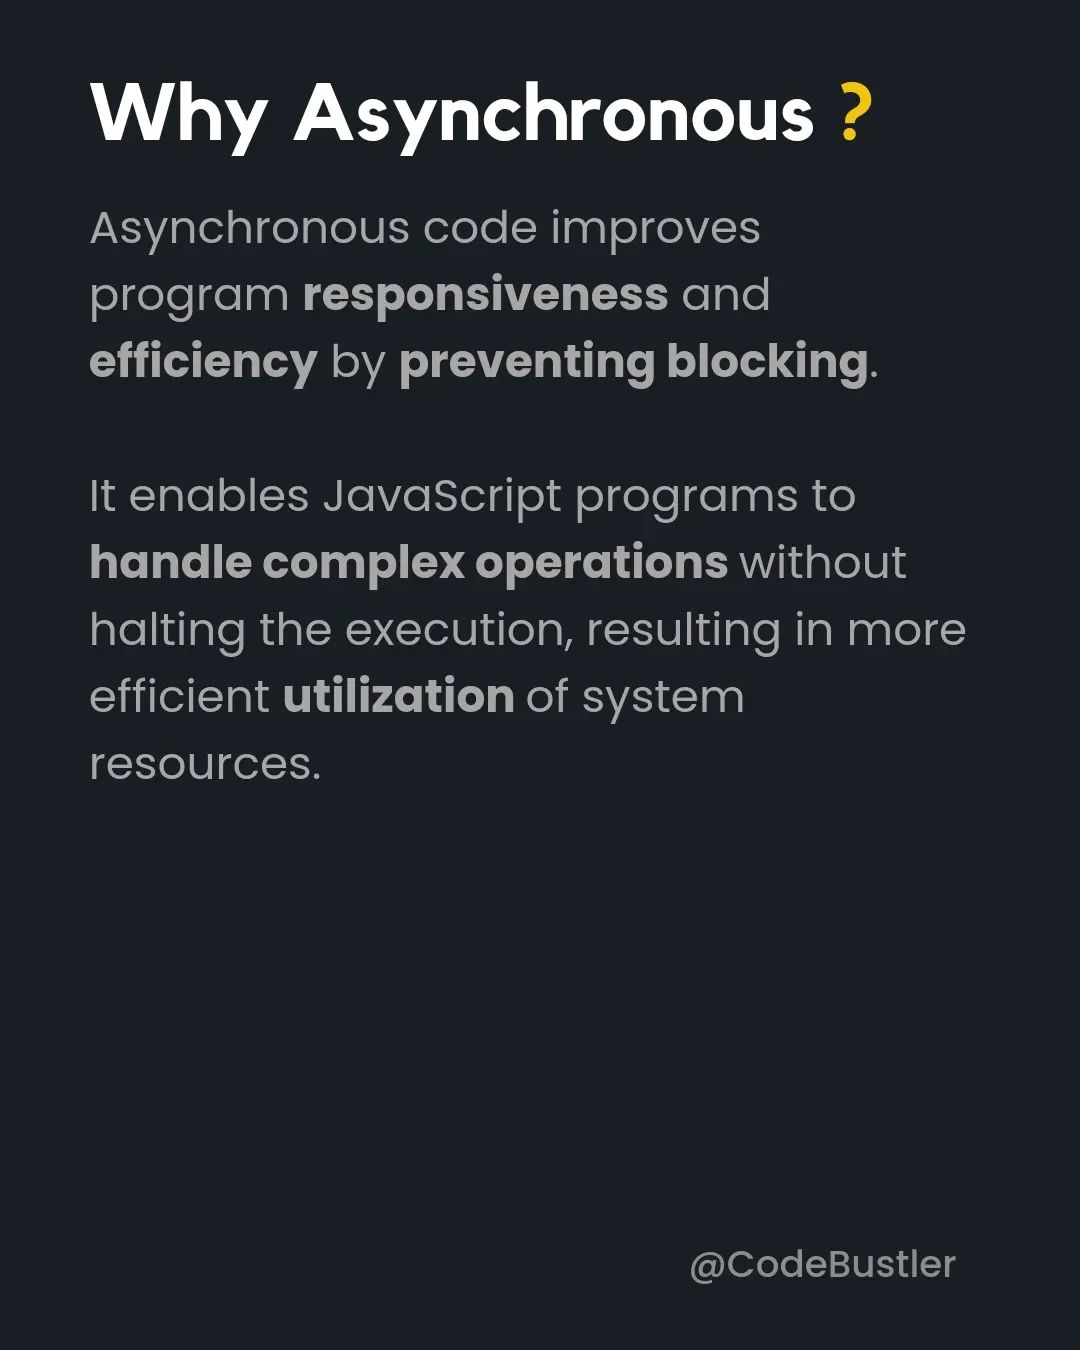 Why Asynchronous ?
Asynchronous code improves
program responsiveness and
efficiency by preventing blocking.
It enables JavaScript programs to
handle complex operations without
halting the execution, resulting in more
efficient utilization of system
resources.
@CodeBustler